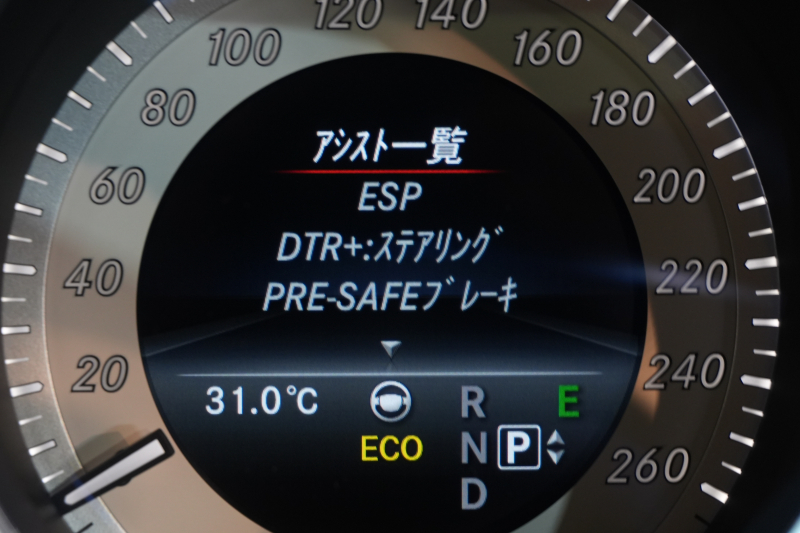 120 140
100 160
80 180
60 200
40 220
20 240
260
ｱｼｽﾄ一覧
ESP
DTR+:ｽﾃｱﾘﾝｸﾞ
PRE-SAFEﾌﾞﾚｰｷ
31.0°C R E
ECO N P
D